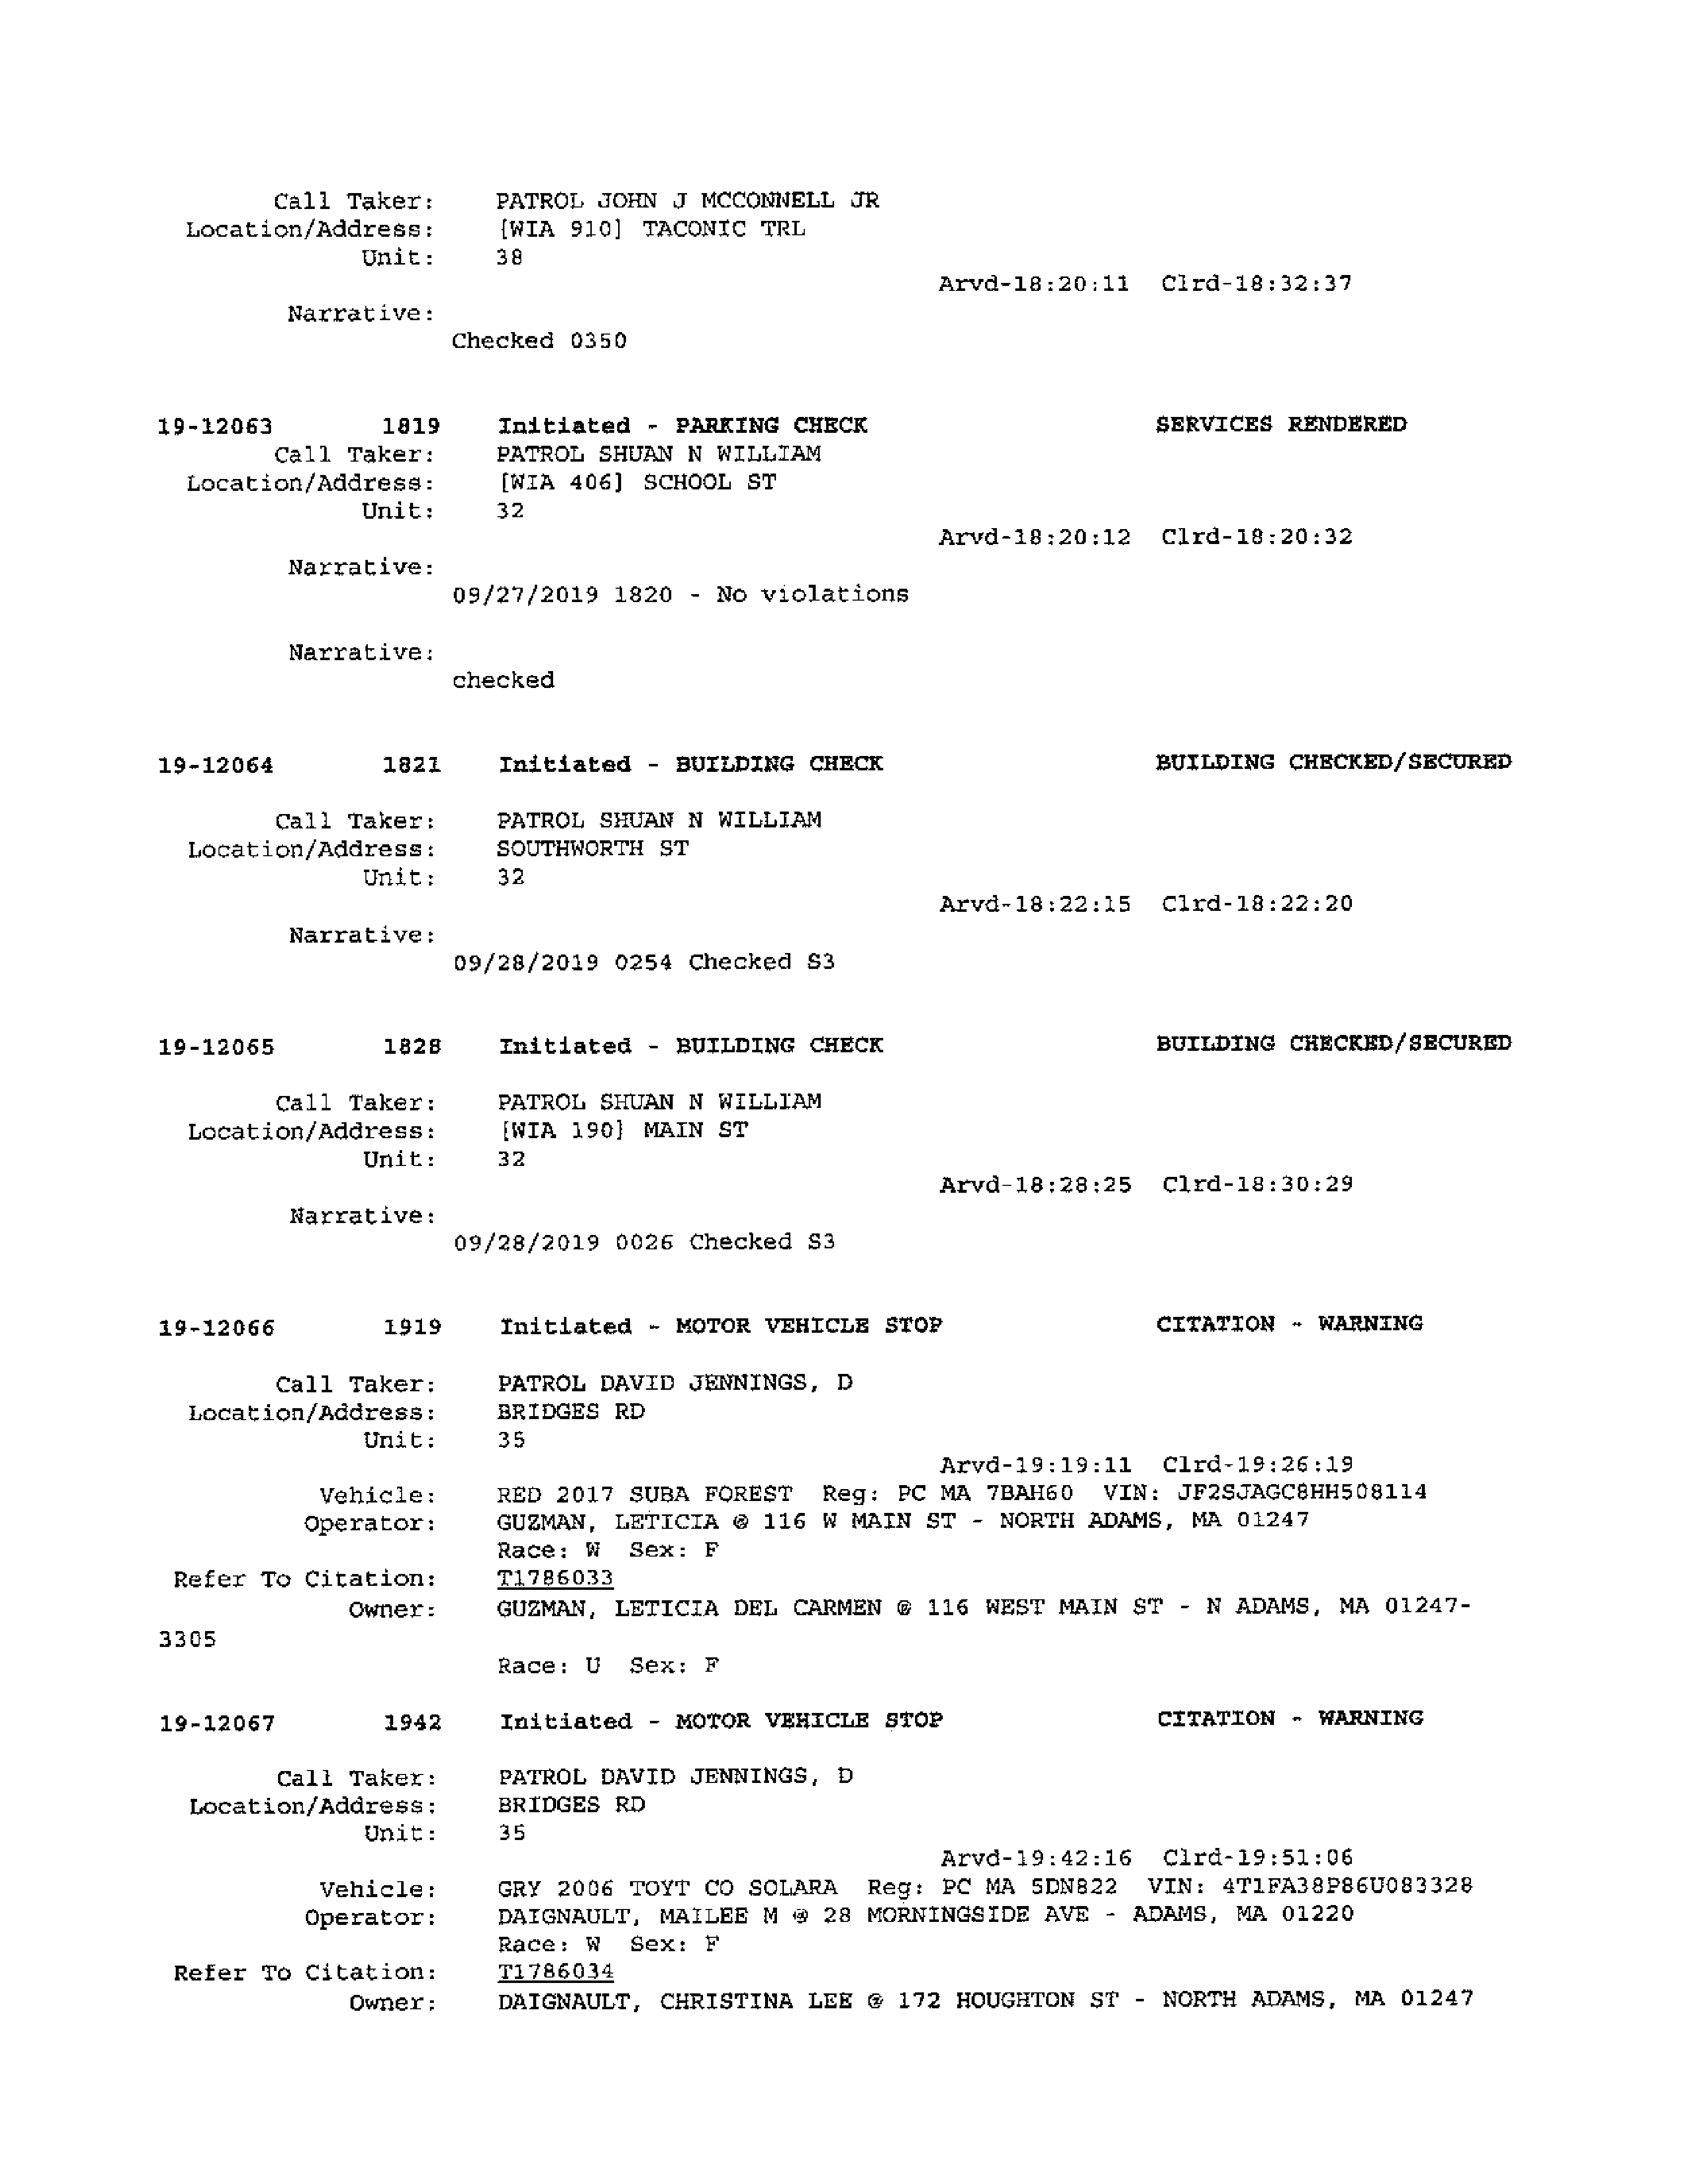 Call Taker: PATROL JOHN J MCCONNELL JR
Location/Address: [WIA 910] TACONIC TRL
Unit: 38
Arvd-18:20:11 Clrd-18:32:37
Narrative:
Checked 0350
19-12063 1819 Initiated - PARKING CHECK SERVICES RENDERED
Call Taker: PATROL SHUAN N WILLIAM
Location/Address: [WIA 406] SCHOOL ST
Unit: 32
Arvd-18:20:12 Clrd-18:20:32
Narrative:
09/27/2019 1820 - No violations
Narrative:
checked
19-12064 1821 Initiated - BUILDING CHECK BUILDING CHECKED/SECURED
Call Taker: PATROL SHUAN N WILLIAM
Location/Address: SOUTHWORTH ST
Unit: 32
Arvd-18:22:15 Clrd-18:22:20
Narrative:
09/28/2019 0254 Checked S3
19-12065 1828 Initiated - BUILDING CHECK BUILDING CHECKED/SECURED
Call Taker: PATROL SHUAN N WILLIAM
Location/Address: [WIA 190] MAIN ST
Unit: 32
Arvd-18:28:25 Clrd-18:30:29
Narrative:
09/28/2019 0026 Checked S3
19-12066 1919 Initiated - MOTOR VEHICLE STOP CITATION - WARNING
Call Taker: PATROL DAVID JENNINGS, D
Location/Address: BRIDGES RD
Unit: 35
Arvd-19:19:11 Clrd-19:26:19
Vehicle: RED 2017 SUBA FOREST Reg: PC MA 7BAH60 VIN: JF2SJAGC8HH508114
Operator: GUZMAN, LETICIA @ 116 W MAIN ST - NORTH ADAMS, MA 01247
Race: W Sex: F
Refer To Citation: T1786033
Owner: GUZMAN, LETICIA DEL CARMEN @ 116 WEST MAIN ST - N ADAMS, MA 01247-
3305
Race: U Sex: F
19-12067 1942 Initiated - MOTOR VEHICLE STOP CITATION - WARNING
Call Taker: PATROL DAVID JENNINGS, D
Location/Address: BRIDGES RD
Unit: 35
Arvd-19:42:16 Clrd-19:51:06
Vehicle: GRY 2006 TOYT CO SOLARA Reg: PC MA 5DN822 VIN: 4T1FA38P86U083328
Operator: DAIGNAULT, MAILEE M @ 28 MORNINGSIDE AVE - ADAMS, MA 01220
Race: W Sex: F
Refer To Citation: T1786034
Owner: DAIGNAULT, CHRISTINA LEE @ 172 HOUGHTON ST - NORTH ADAMS, MA 01247